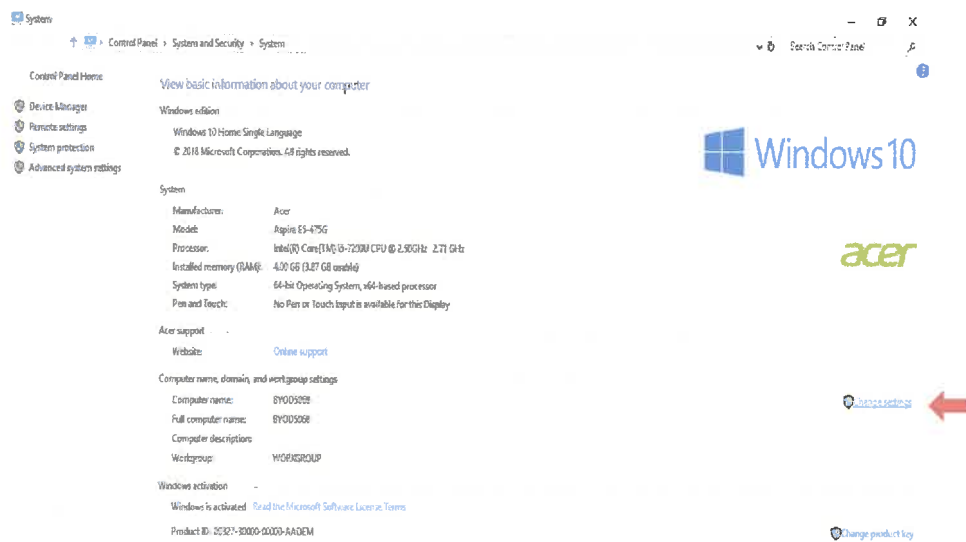 System
Control Panel > System and Security > System
Search Control Panel
Control Panel Home
View basic information about your computer
Device Manager
Windows edition
Remote settings
Windows 10 Home Single Language
System protection
© 2018 Microsoft Corporation. All rights reserved.
Advanced system settings
Windows 10
System
Manufacturer: Acer
Model: Aspire E5-475G
Processor: Intel(R) Core(TM) i5-7200U CPU @ 2.50GHz 2.71 GHz
acer
Installed memory (RAM): 4.00 GB (3.87 GB usable)
System type: 64-bit Operating System, x64-based processor
Pen and Touch: No Pen or Touch Input is available for this Display
Acer support
Website: Online support
Computer name, domain, and workgroup settings
Computer name:
Change settings
Full computer name:
Computer description:
Workgroup: WORKGROUP
Windows activation
Windows is activated Read the Microsoft Software License Terms
Product ID:
Change product key